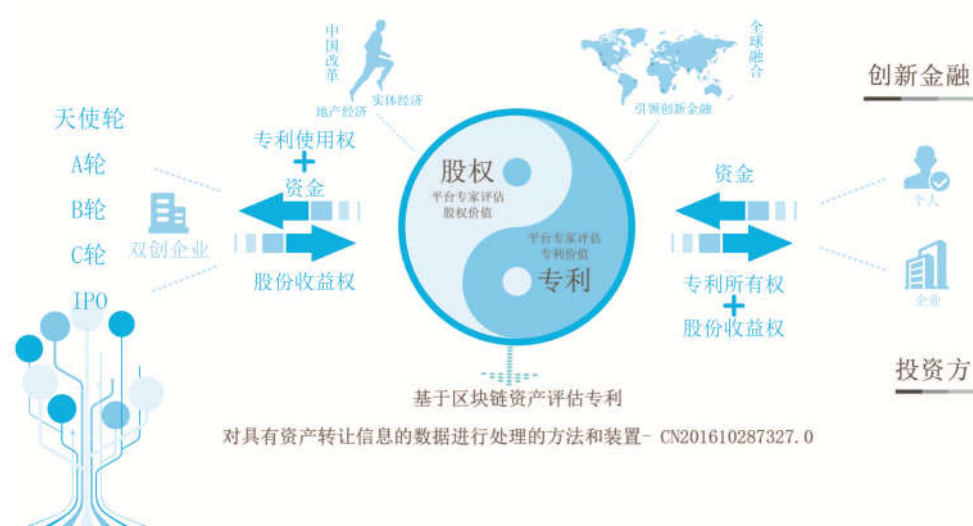 中国改革
实体经济
地产经济
全球融合
引领创新金融
创新金融
天使轮
A轮
B轮
C轮
IPO
双创企业
专利使用权
+
资金
股份收益权
股权
平台专家评估
股权价值
平台专家评估
专利价值
专利
资金
专利所有权
+
股份收益权
个人
企业
投资方
基于区块链资产评估专利
对具有资产转让信息的数据进行处理的方法和装置- CN201610287327.0